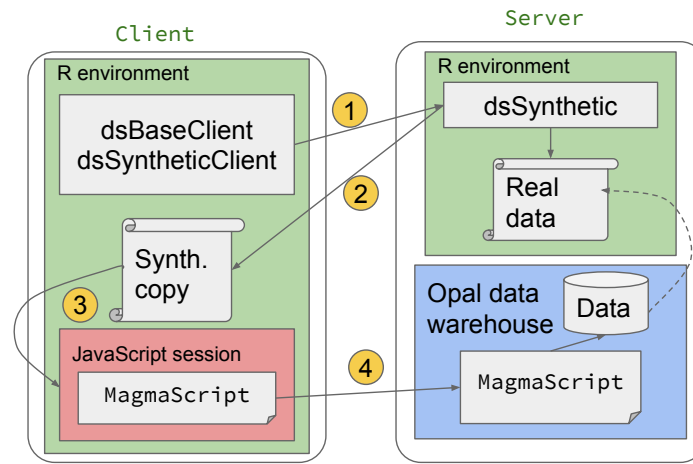 Client
Server
R environment
R environment
dsBaseClient
dsSyntheticClient
1
dsSynthetic
2
Real
data
Synth.
copy
3
Opal data
warehouse
Data
JavaScript session
MagmaScript
4
MagmaScript